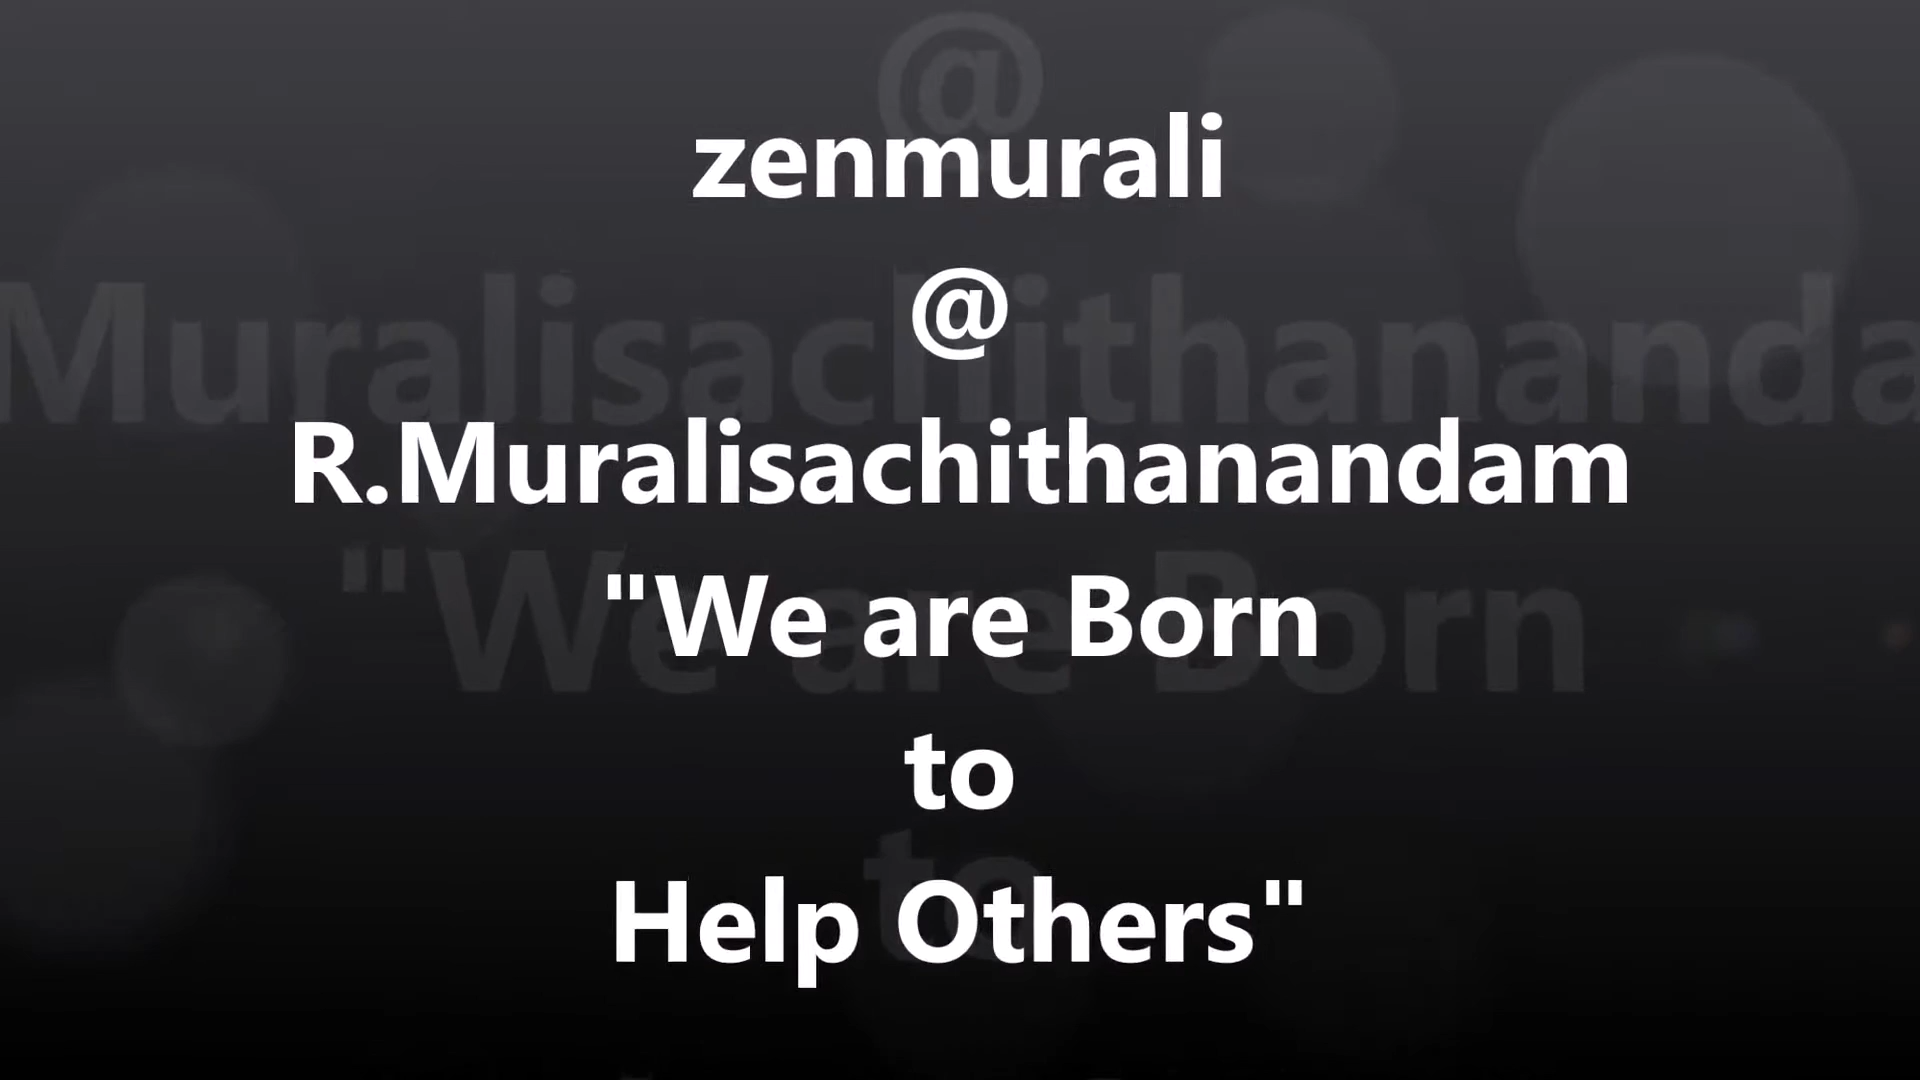 zenmurali
@
R.Muralisachithanandam
"We are Born
to
Help Others"